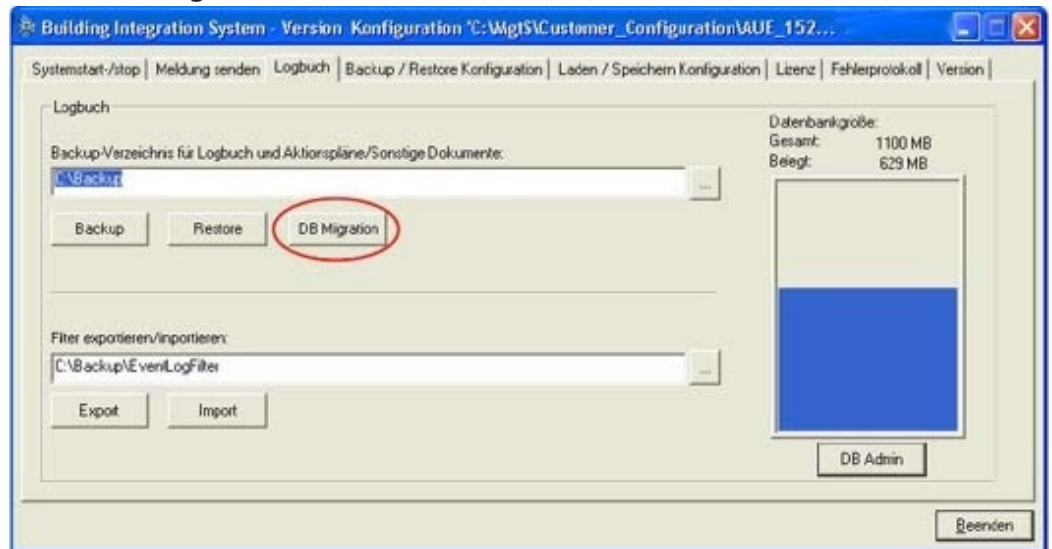 Building Integration System - Version Konfiguration 'C:\MgtS\Customer_Configuration\AUE_152...
Systemstart-/stop Meldung senden Logbuch Backup / Restore Konfiguration Laden / Speichern Konfiguration Lizenz Fehlerprotokoll Version
Logbuch
Backup-Verzeichnis für Logbuch und Aktionspläne/Sonstige Dokumente:
C:\Backup
...
Backup Restore DB Migration
Datenbankgröße:
Gesamt: 1100 MB
Belegt: 629 MB
Filter exportieren/importieren:
C:\Backup\EventLogFilter
...
Export Import
DB Admin
Beenden